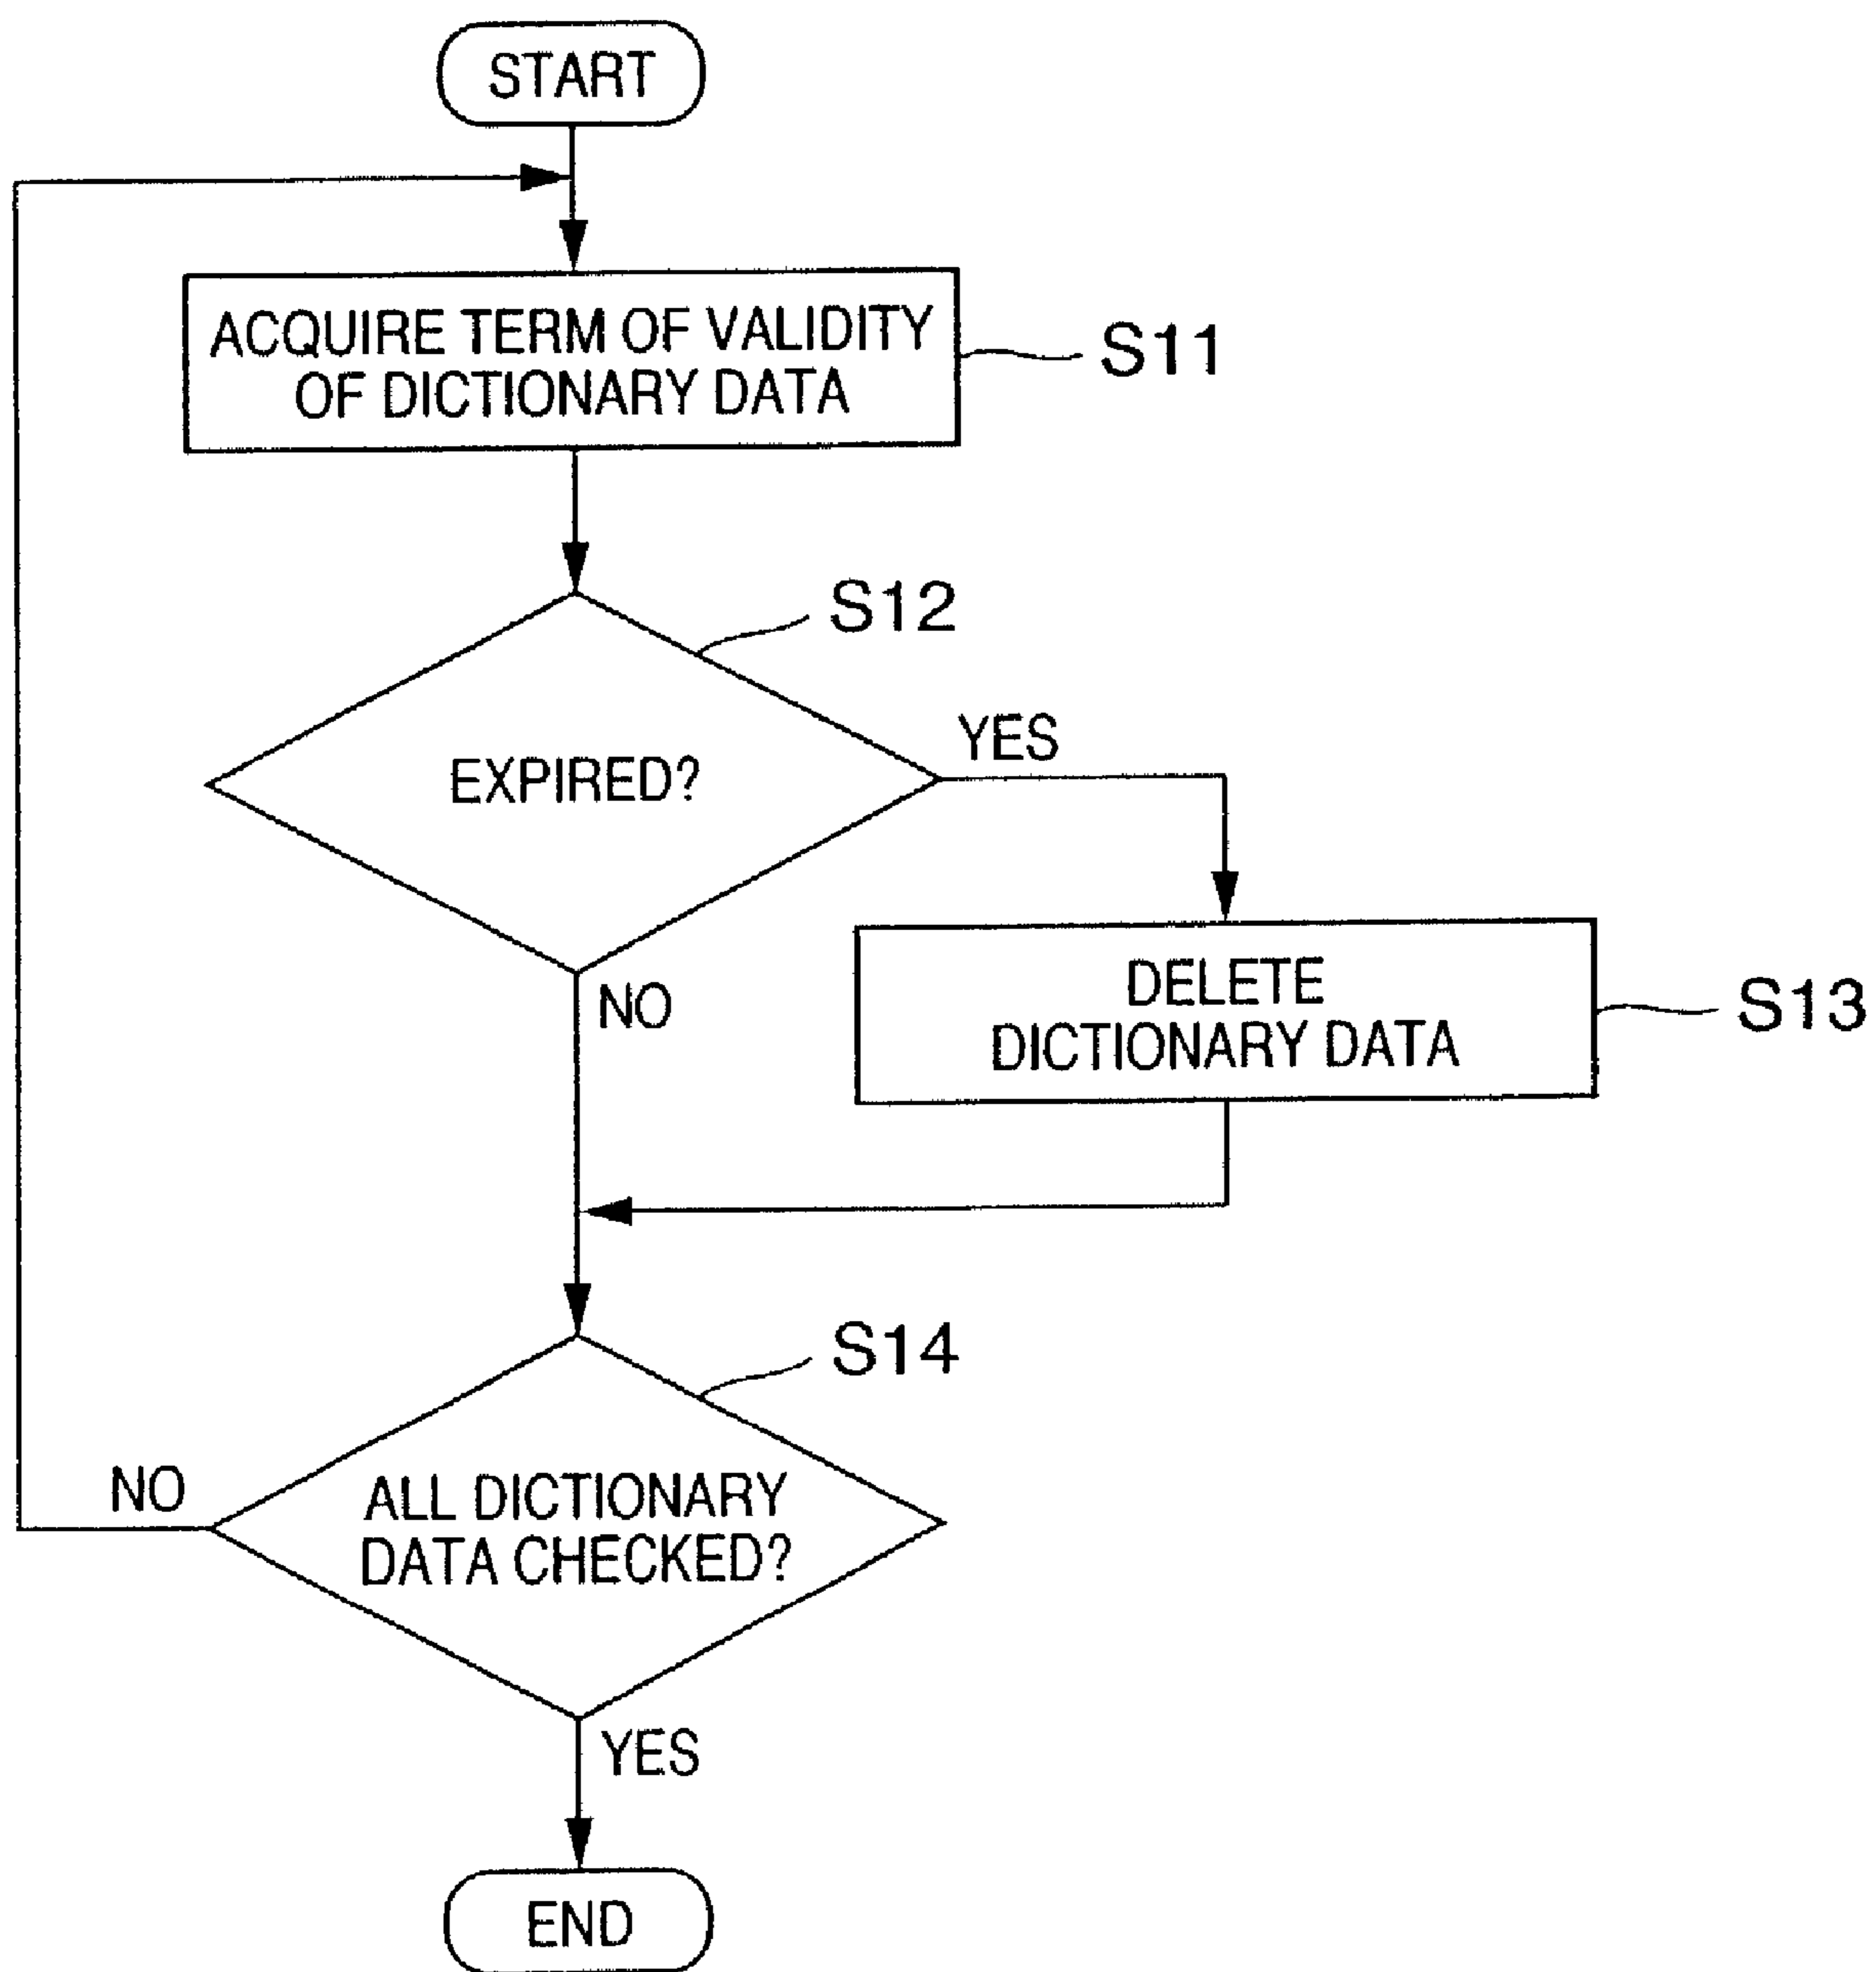 START
ACQUIRE TERM OF VALIDITY
OF DICTIONARY DATA
S11
S12
EXPIRED?
YES
NO
DELETE
DICTIONARY DATA
S13
S14
NO
ALL DICTIONARY
DATA CHECKED?
YES
END